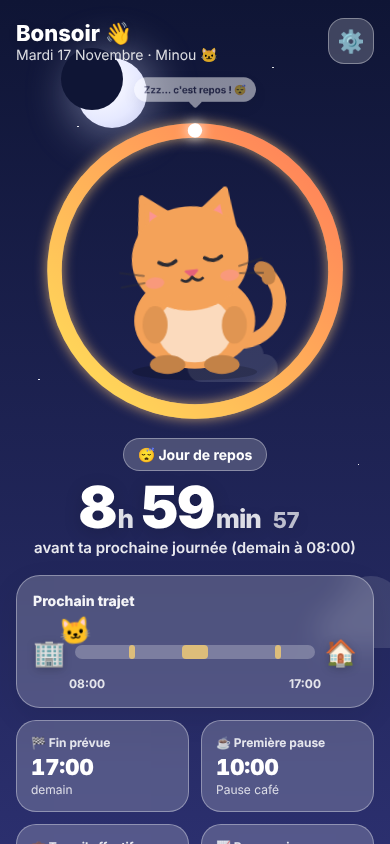 Bonsoir 👋
Mardi 17 Novembre · Minou 🐱
Zzz... c'est repos ! 😴
😴 Jour de repos
8h 59min 57
avant ta prochaine journée (demain à 08:00)
Prochain trajet
08:00 17:00
🏁 Fin prévue
17:00
demain
☕ Première pause
10:00
Pause café